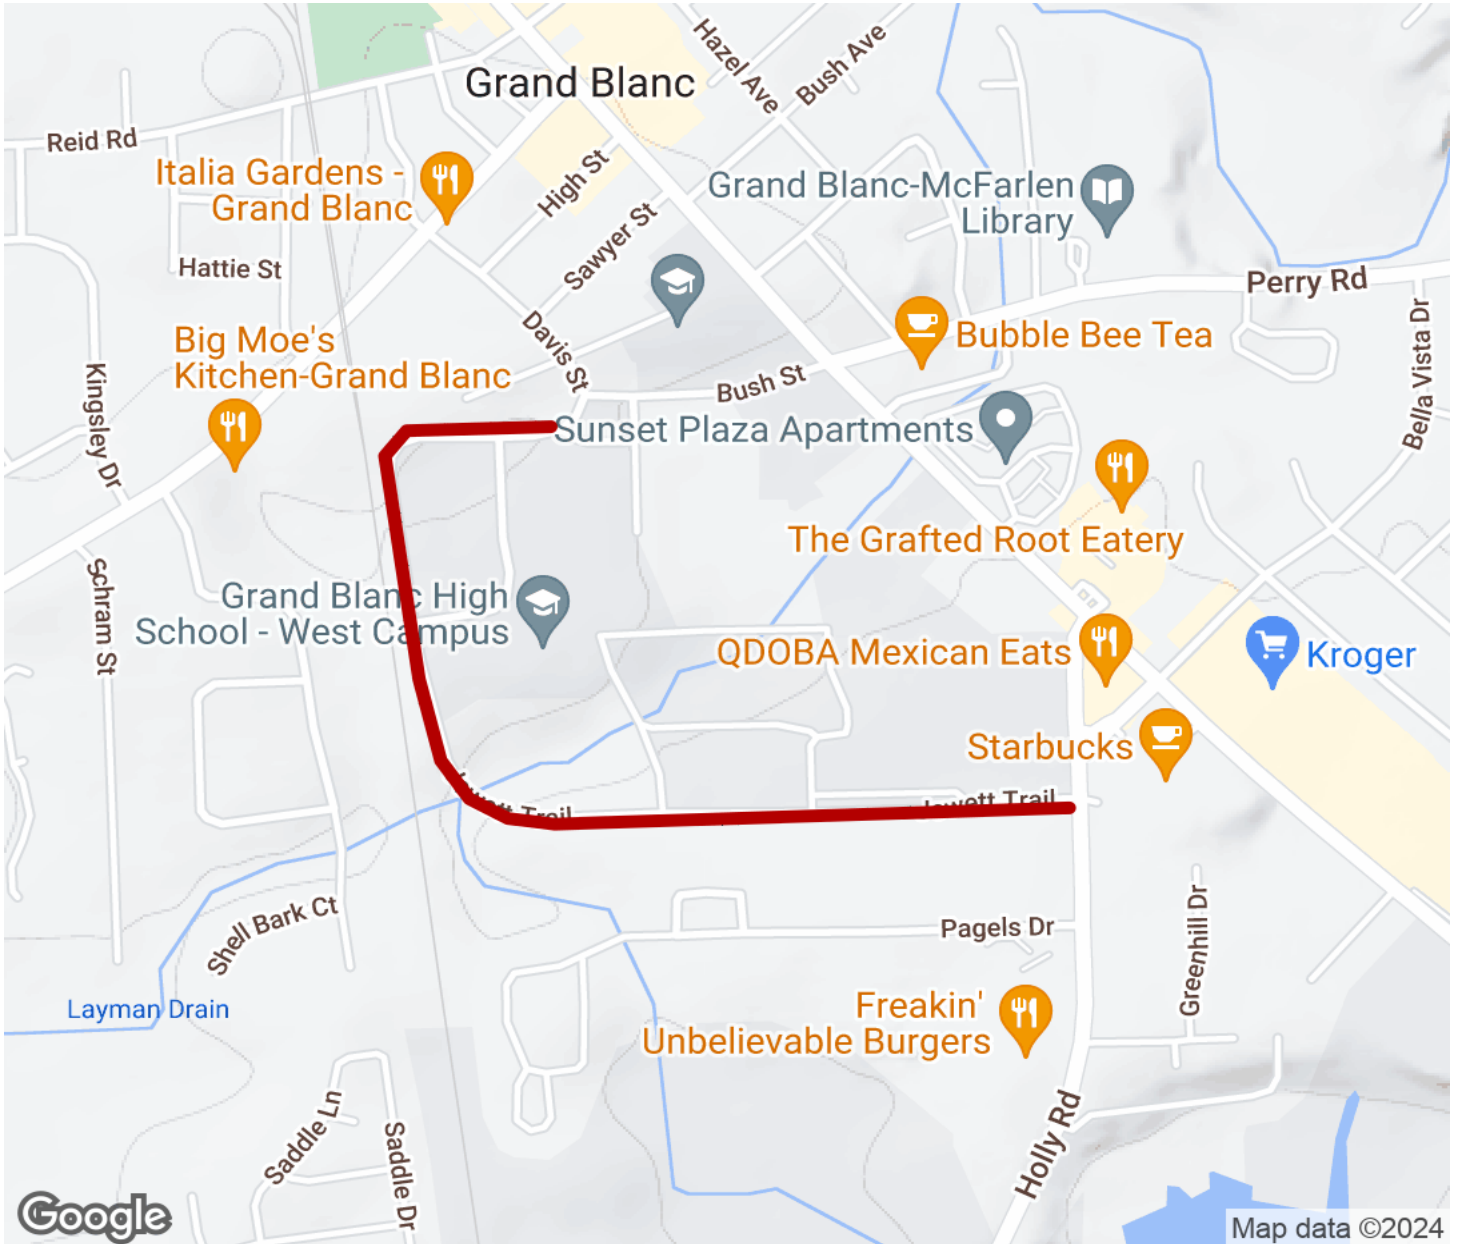 Hazel Ave
Bush Ave
Grand Blanc
Reid Rd
Italia Gardens -
Grand Blanc
High St
Grand Blanc-McFarlen
Library
Sawyer St
Hattie St
Perry Rd
Davis St
Bella Vista Dr
Big Moe's
Kitchen-Grand Blanc
Bubble Bee Tea
Kingsley Dr
Bush St
Sunset Plaza Apartments
The Grafted Root Eatery
Schram St
Grand Blanc High
School - West Campus
QDOBA Mexican Eats
Kroger
Starbucks
Jewett Trail
Jewett Trail
Shell Bark Ct
Pagels Dr
Greenhill Dr
Layman Drain
Freakin'
Unbelievable Burgers
Saddle Ln
Saddle Dr
Holly Rd
Google
Map data ©2024